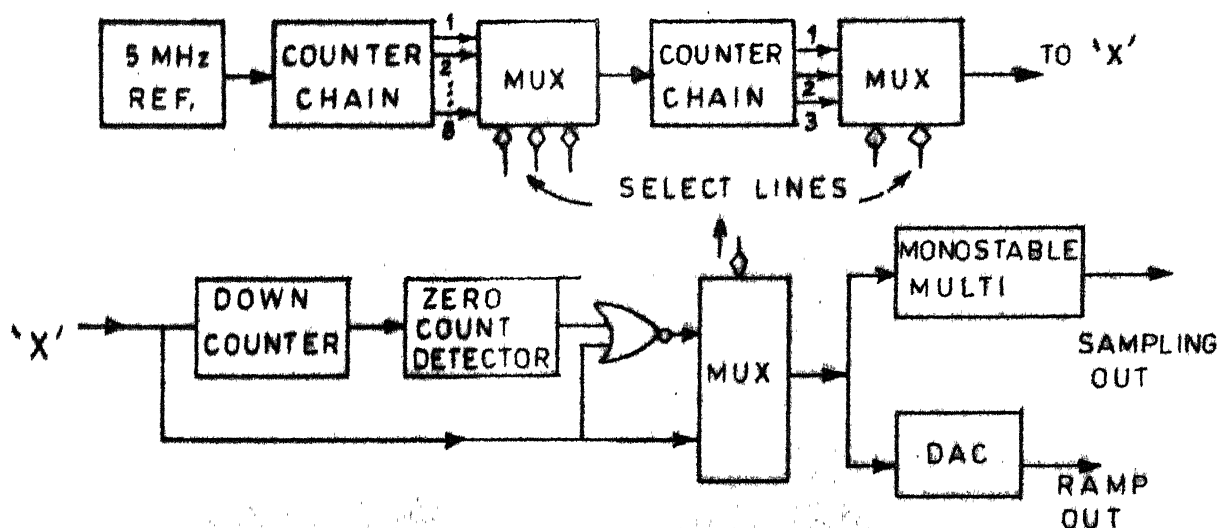 5 MHz
REF.
COUNTER
CHAIN
1
2
8
MUX
COUNTER
CHAIN
1
2
3
MUX
TO 'X'
SELECT LINES
'X'
DOWN
COUNTER
ZERO
COUNT
DETECTOR
MUX
MONOSTABLE
MULTI
SAMPLING
OUT
DAC
RAMP
OUT